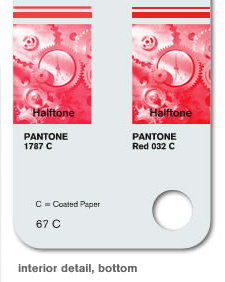 Halftone
Halftone
PANTONE
1787 C
PANTONE
Red 032 C
C = Coated Paper
67 C
interior detail, bottom